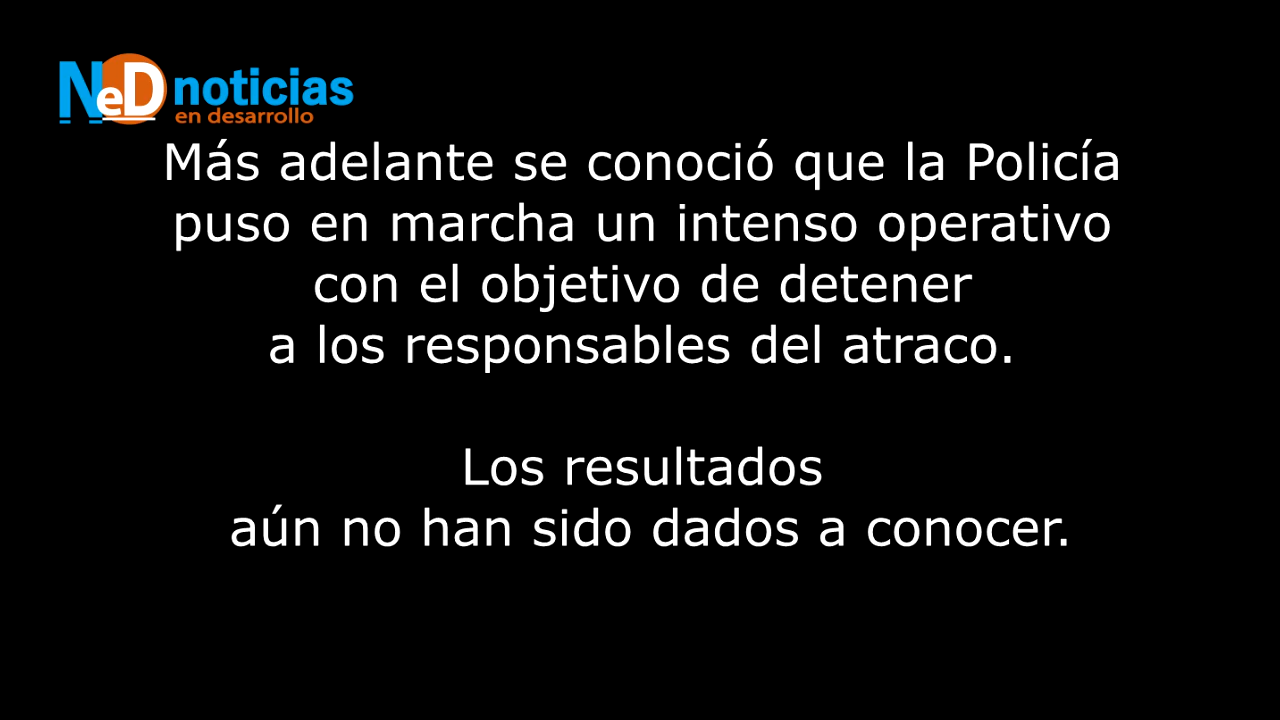 NeD noticias
en desarrollo
Más adelante se conoció que la Policía
puso en marcha un intenso operativo
con el objetivo de detener
a los responsables del atraco.
Los resultados
aún no han sido dados a conocer.